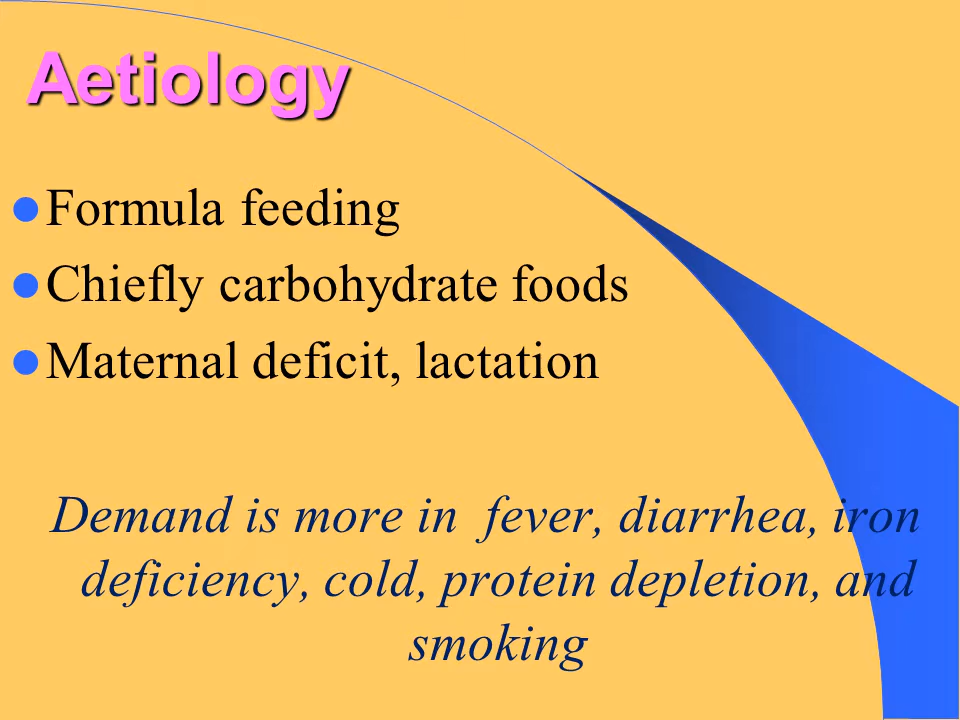 Aetiology
Formula feeding
Chiefly carbohydrate foods
Maternal deficit, lactation
Demand is more in  fever, diarrhea, iron
deficiency, cold, protein depletion, and
smoking